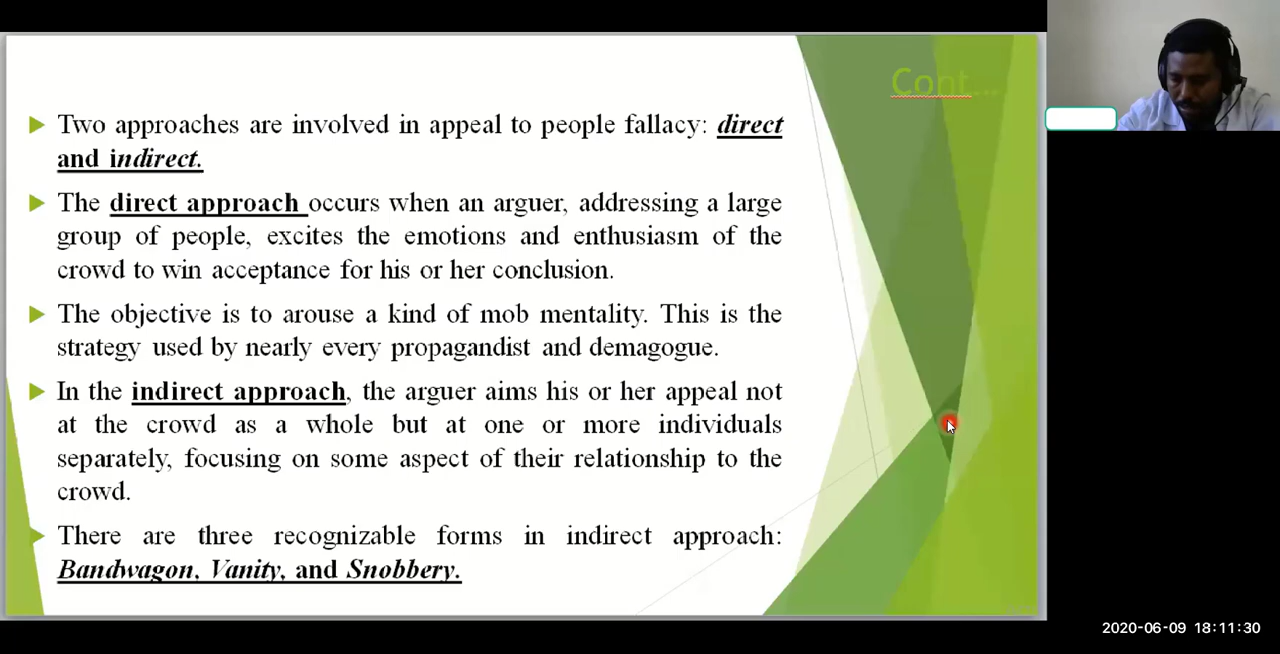 Cont...
Two approaches are involved in appeal to people fallacy: direct
and indirect.
The direct approach occurs when an arguer, addressing a large
group of people, excites the emotions and enthusiasm of the
crowd to win acceptance for his or her conclusion.
The objective is to arouse a kind of mob mentality. This is the
strategy used by nearly every propagandist and demagogue.
In the indirect approach, the arguer aims his or her appeal not
at the crowd as a whole but at one or more individuals
separately, focusing on some aspect of their relationship to the
crowd.
There are three recognizable forms in indirect approach:
Bandwagon, Vanity, and Snobbery.
2020-06-09 18:11:30